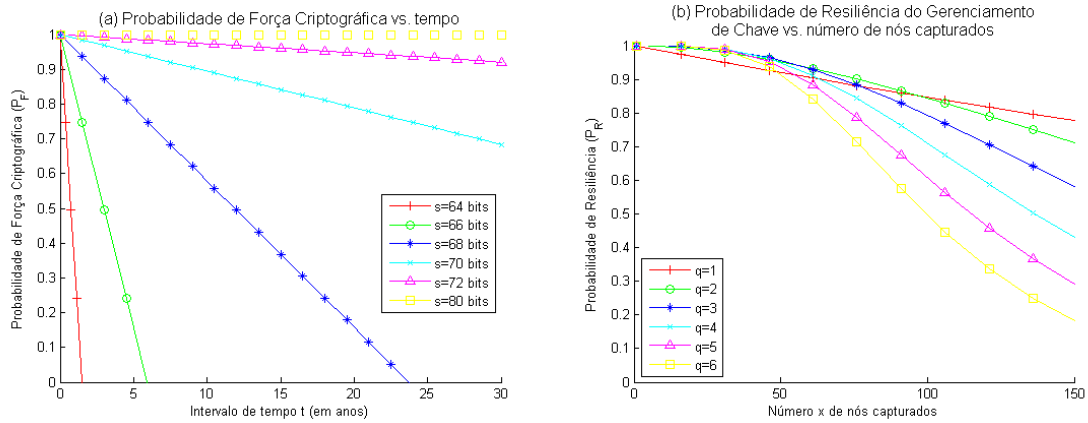 (a) Probabilidade de Força Criptográfica vs. tempo
Probabilidade de Força Criptográfica (P_F)
1
0.9
0.8
0.7
0.6
0.5
0.4
0.3
0.2
0.1
0
0 5 10 15 20 25 30
Intervalo de tempo t (em anos)
s=64 bits
s=66 bits
s=68 bits
s=70 bits
s=72 bits
s=80 bits
(b) Probabilidade de Resiliência do Gerenciamento
de Chave vs. número de nós capturados
Probabilidade de Resiliência (P_R)
1
0.9
0.8
0.7
0.6
0.5
0.4
0.3
0.2
0.1
0
0 50 100 150
Número x de nós capturados
q=1
q=2
q=3
q=4
q=5
q=6